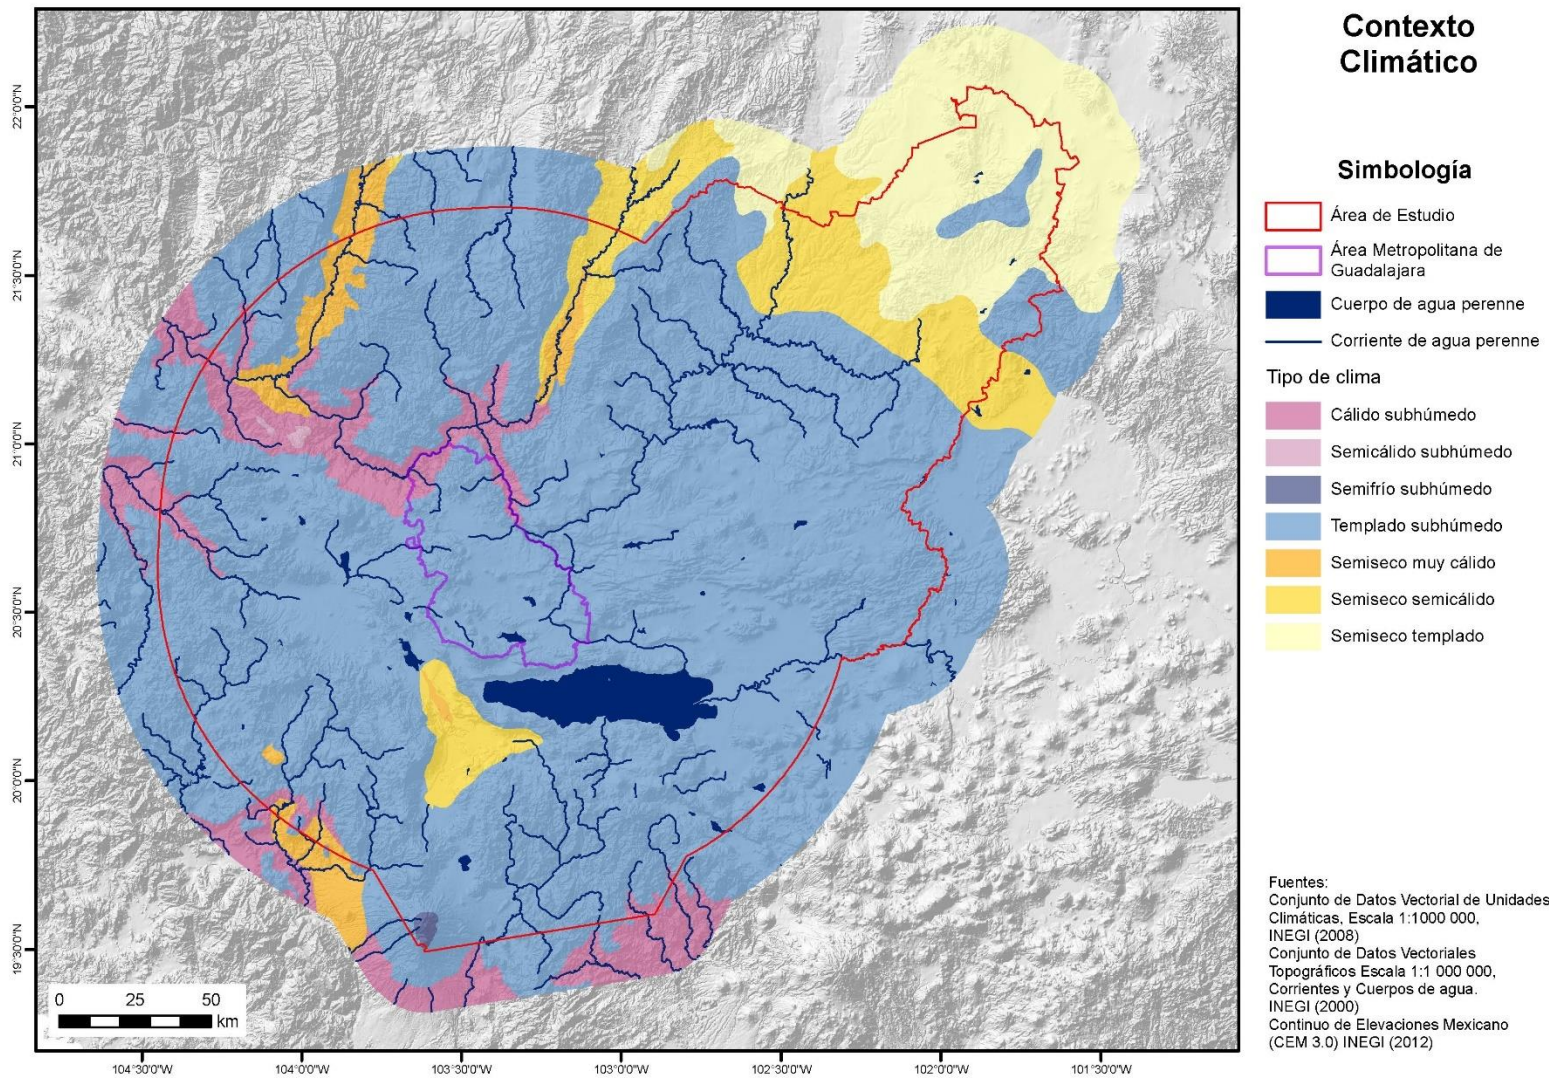 Contexto
Climático
Simbología
Área de Estudio
Área Metropolitana de
Guadalajara
Cuerpo de agua perenne
Corriente de agua perenne
Tipo de clima
Cálido subhúmedo
Semicálido subhúmedo
Semifrío subhúmedo
Templado subhúmedo
Semiseco muy cálido
Semiseco semicálido
Semiseco templado
Fuentes:
Conjunto de Datos Vectorial de Unidades
Climáticas, Escala 1:1000 000,
INEGI (2008)
Conjunto de Datos Vectoriales
Topográficos Escala 1:1 000 000,
Corrientes y Cuerpos de agua.
INEGI (2000)
Continuo de Elevaciones Mexicano
(CEM 3.0) INEGI (2012)
22°0'0"N
21°30'0"N
21°0'0"N
20°30'0"N
20°0'0"N
19°30'0"N
0 25 50
km
104°30'0"W 104°0'0"W 103°30'0"W 103°0'0"W 102°30'0"W 102°0'0"W 101°30'0"W